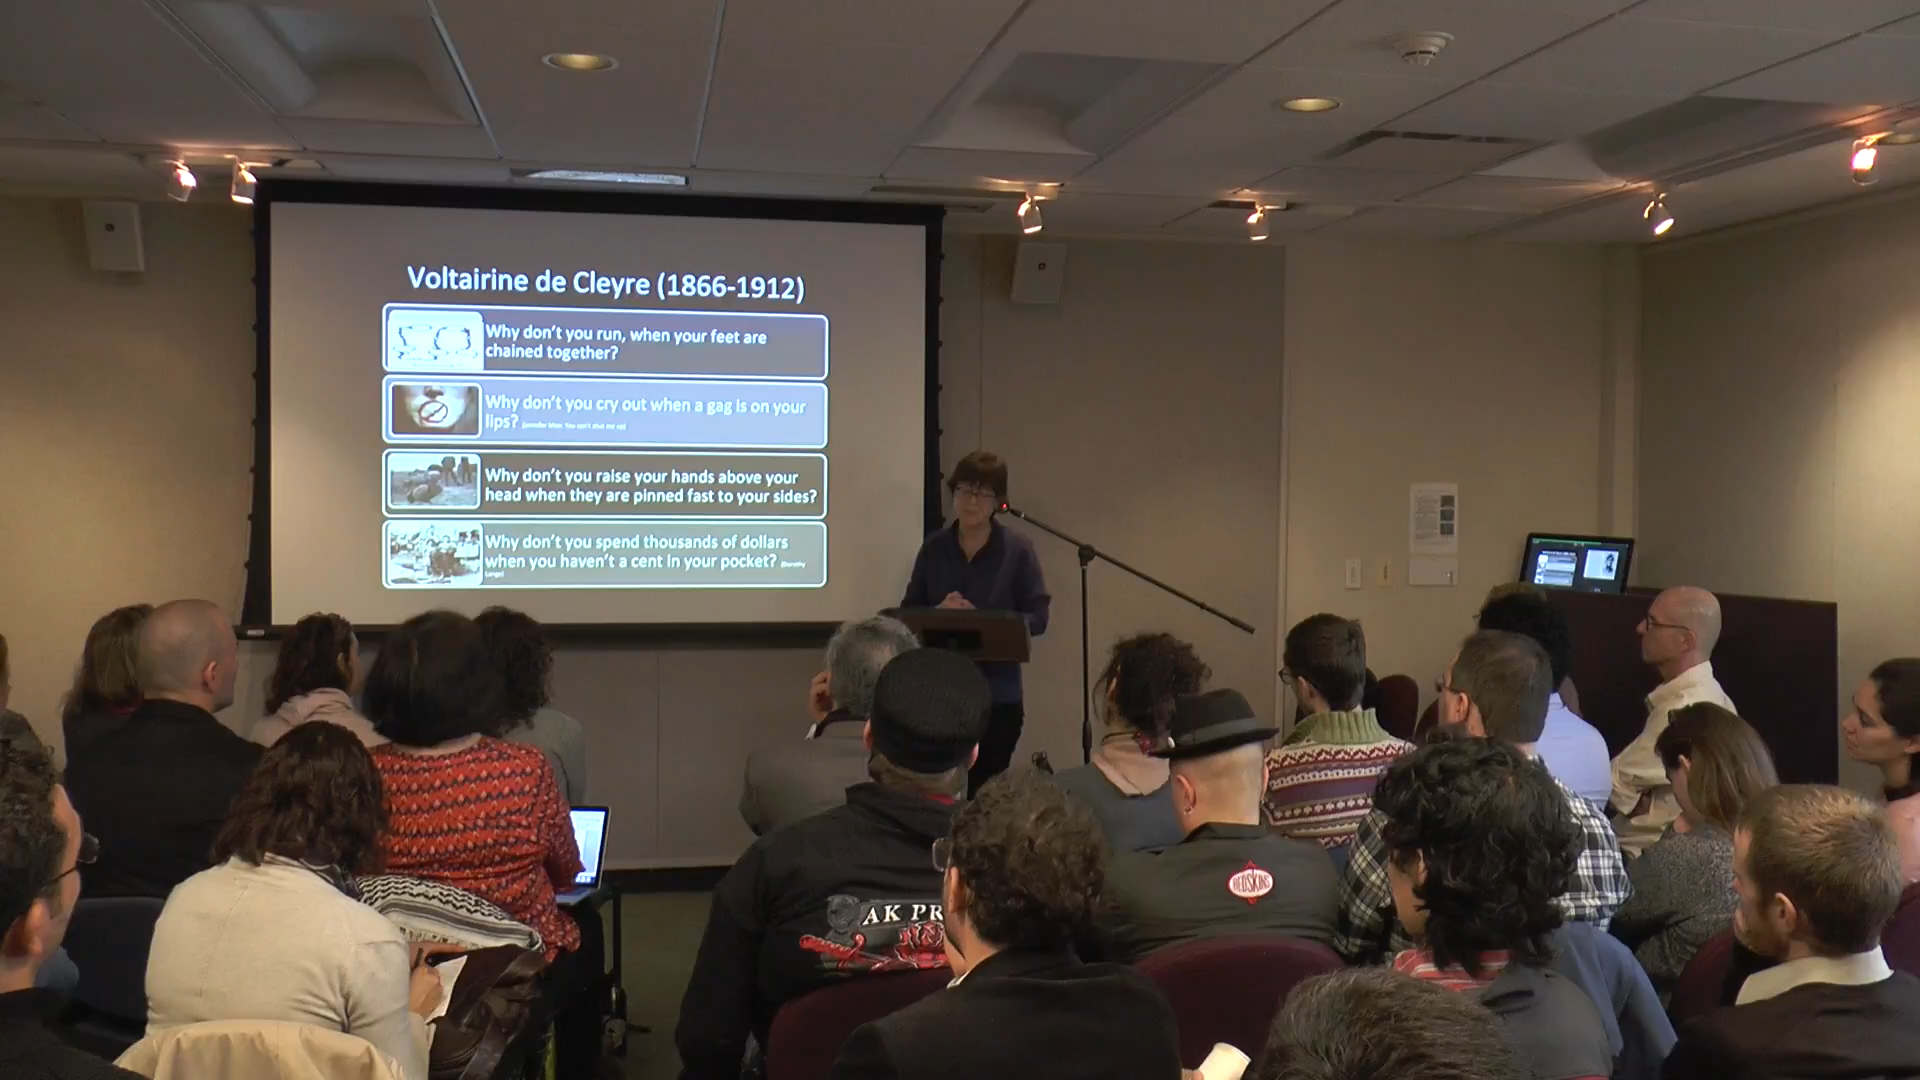 Voltairine de Cleyre (1866-1912)
Why don't you run, when your feet are
chained together?
Why don't you cry out when a gag is on your
lips?
Why don't you raise your hands above your
head when they are pinned fast to your sides?
Why don't you spend thousands of dollars
when you haven't a cent in your pocket? (Dorothy
Lange)
AK PR
REDSKINS